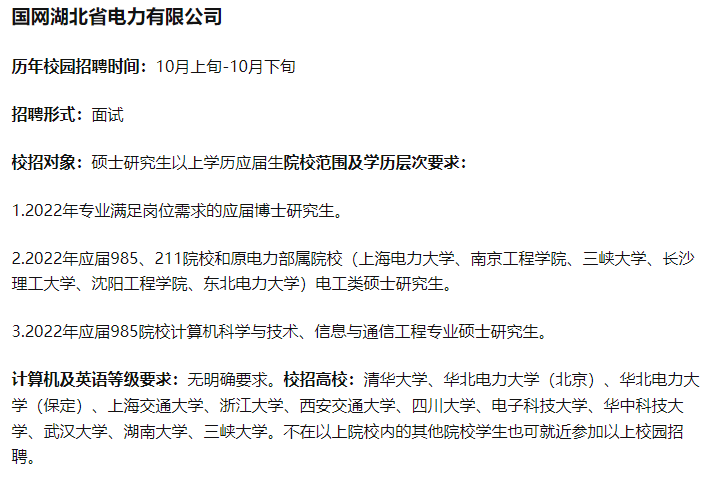 国网湖北省电力有限公司
历年校园招聘时间：10月上旬-10月下旬
招聘形式：面试
校招对象：硕士研究生以上学历应届生院校范围及学历层次要求：
1.2022年专业满足岗位需求的应届博士研究生。
2.2022年应届985、211院校和原电力部属院校（上海电力大学、南京工程学院、三峡大学、长沙
理工大学、沈阳工程学院、东北电力大学）电工类硕士研究生。
3.2022年应届985院校计算机科学与技术、信息与通信工程专业硕士研究生。
计算机及英语等级要求：无明确要求。校招高校：清华大学、华北电力大学（北京）、华北电力大
学（保定）、上海交通大学、浙江大学、西安交通大学、四川大学、电子科技大学、华中科技大
学、武汉大学、湖南大学、三峡大学。不在以上院校内的其他院校学生也可就近参加以上校园招
聘。